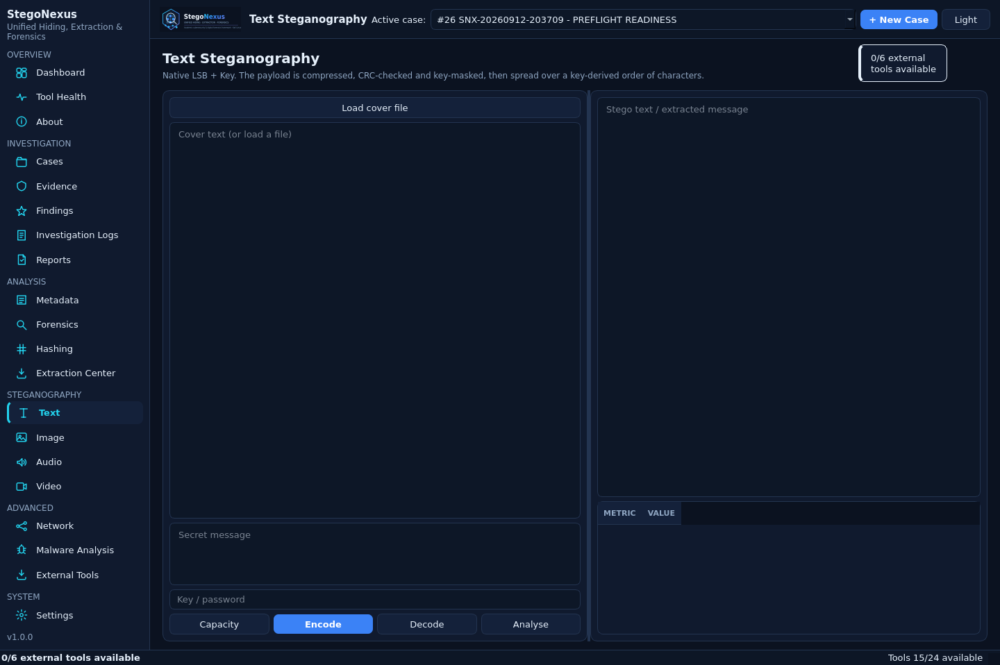 StegoNexus
Unified Hiding, Extraction &
Forensics
OVERVIEW
Dashboard
Tool Health
About
INVESTIGATION
Cases
Evidence
Findings
Investigation Logs
Reports
ANALYSIS
Metadata
Forensics
Hashing
Extraction Center
STEGANOGRAPHY
Text
Image
Audio
Video
ADVANCED
Network
Malware Analysis
External Tools
SYSTEM
Settings
v1.0.0
StegoNexus
Text Steganography
Active case:
#26 SNX-20260912-203709 - PREFLIGHT READINESS
+ New Case
Light
Text Steganography
Native LSB + Key. The payload is compressed, CRC-checked and key-masked, then spread over a key-derived order of characters.
0/6 external
tools available
Load cover file
Cover text (or load a file)
Secret message
Key / password
Capacity
Encode
Decode
Analyse
Stego text / extracted message
METRIC VALUE
0/6 external tools available
Tools 15/24 available